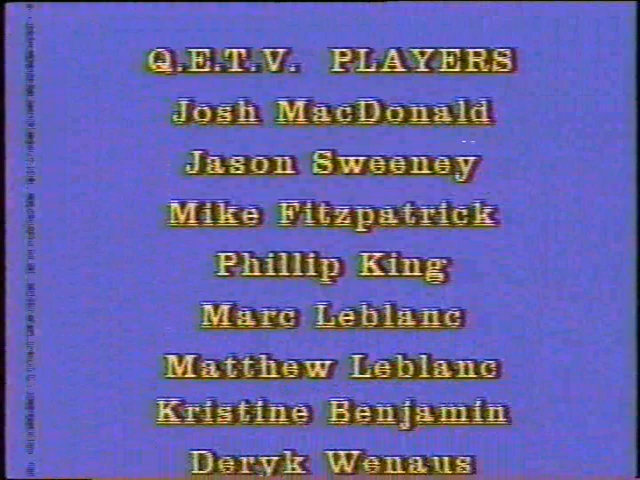 Q.E.T.V. PLAYERS
Josh MacDonald
Jason Sweeney
Mike Fitzpatrick
Phillip King
Marc Leblanc
Matthew Leblanc
Kristine Benjamin
Deryk Wenaus